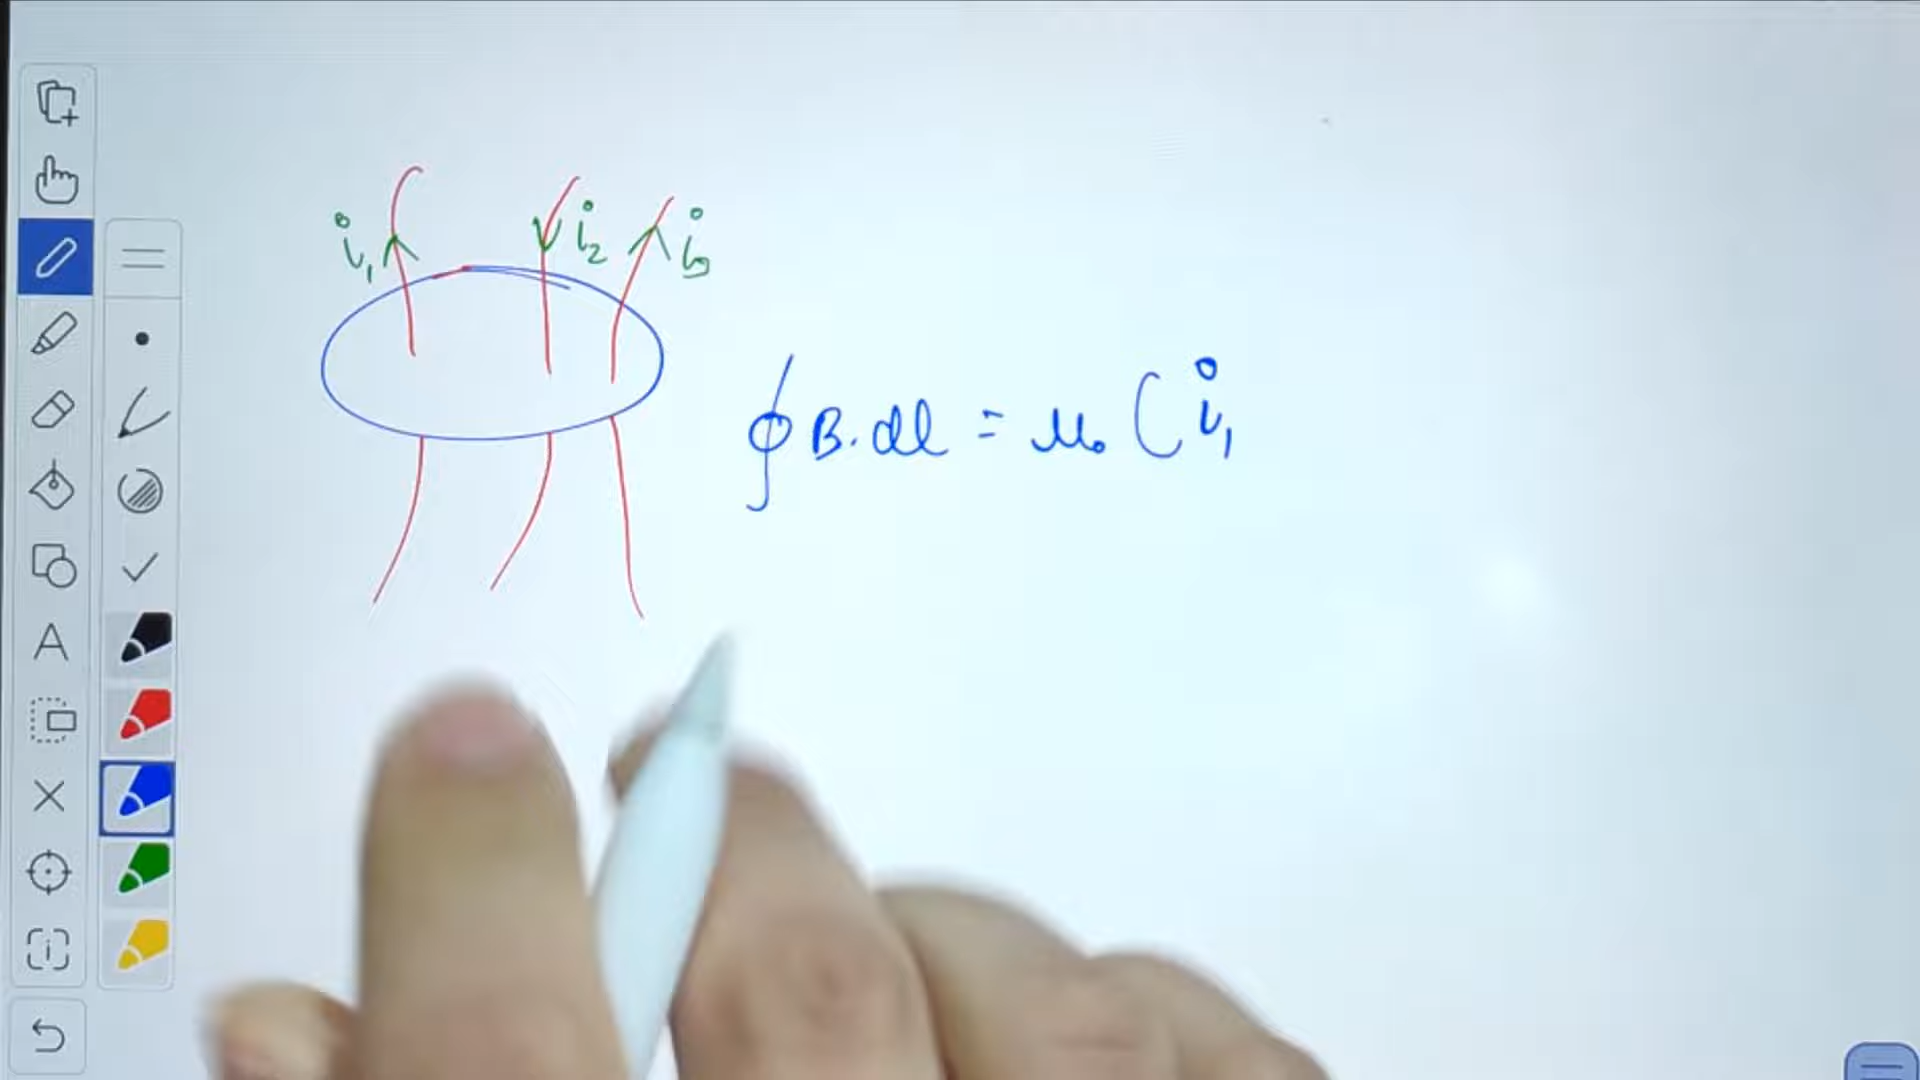 i₁ i₂ i₃
∮ B. dl = μ₀ ( i₁
A